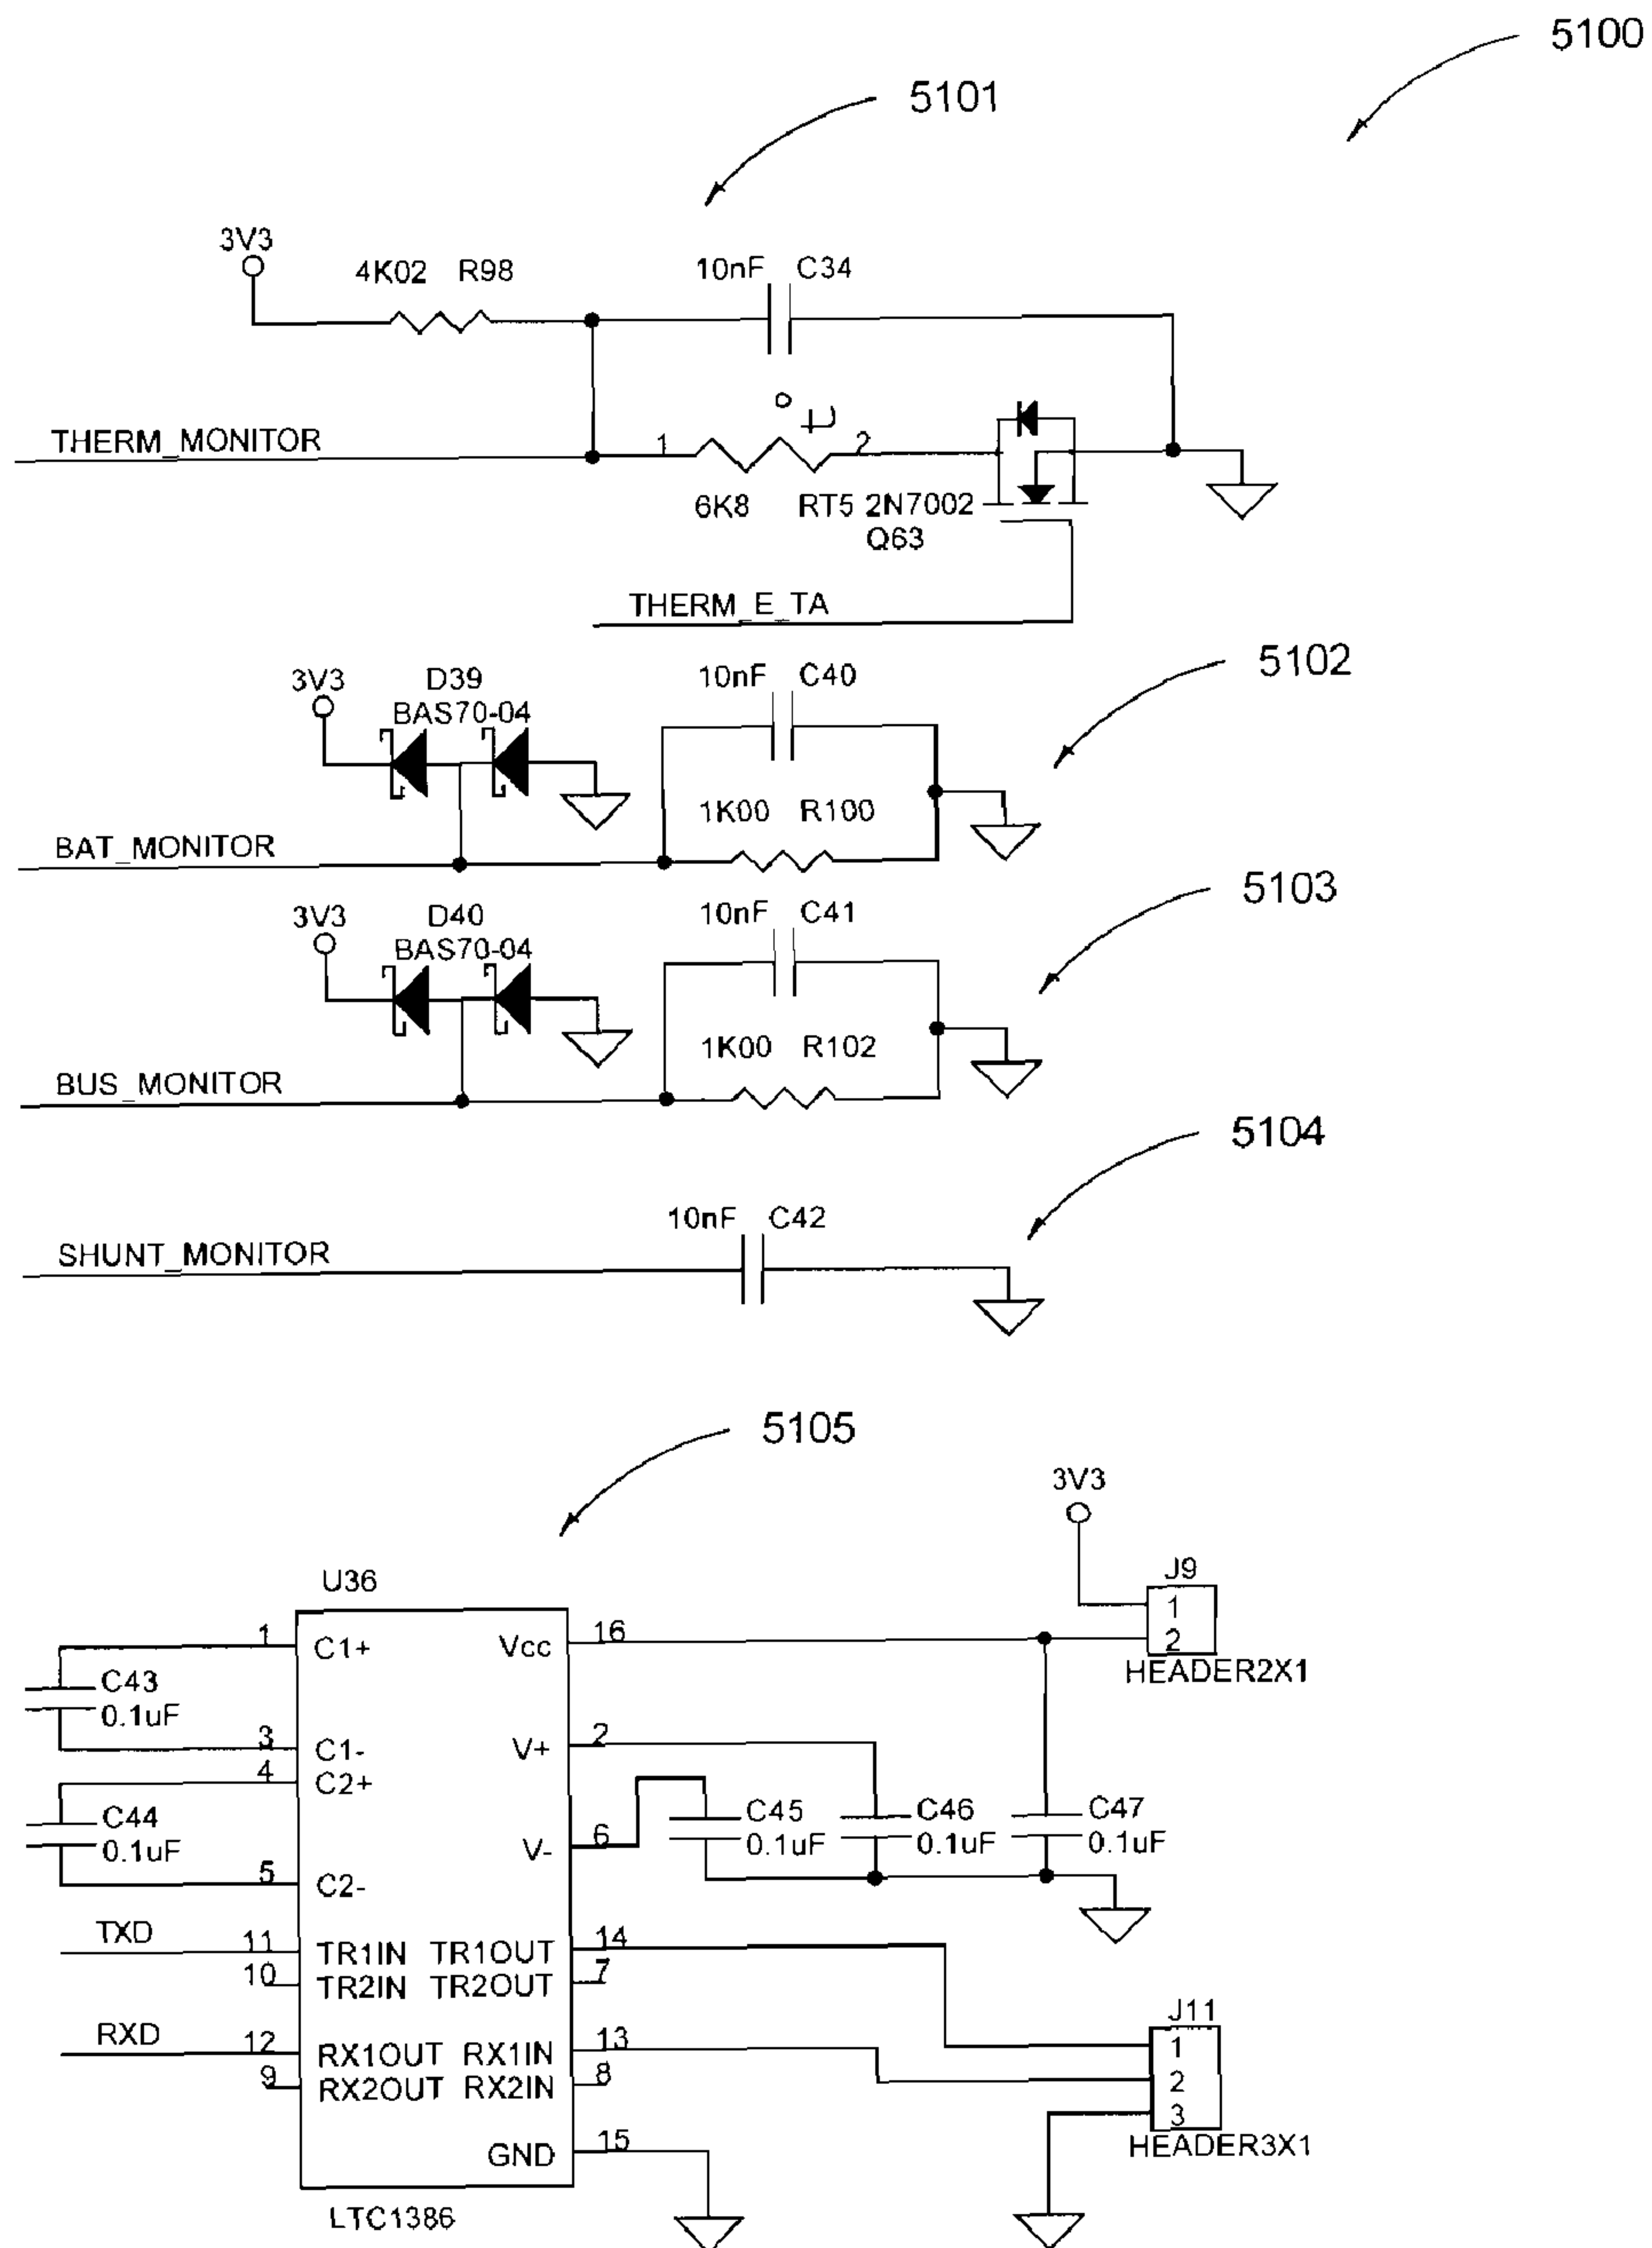 5100
5101
3V3
4K02 R98
10nF C34
THERM_MONITOR
1
2
6K8 RT5 2N7002
Q63
THERM_E_TA
5102
3V3
D39
BAS70-04
10nF C40
1K00 R100
BAT_MONITOR
5103
3V3
D40
BAS70-04
10nF C41
1K00 R102
BUS_MONITOR
5104
10nF C42
SHUNT_MONITOR
5105
3V3
J9
1
2
HEADER2X1
U36
1 C1+ Vcc 16
C43
0.1uF
3 C1- V+ 2
4 C2+
C44
0.1uF
V- 6
C45
0.1uF
C46
0.1uF
C47
0.1uF
5 C2-
TXD 11 TR1IN TR1OUT 14
10 TR2IN TR2OUT 7
RXD 12 RX1OUT RX1IN 13
9 RX2OUT RX2IN 8
J11
1
2
3
HEADER3X1
GND 15
LTC1386